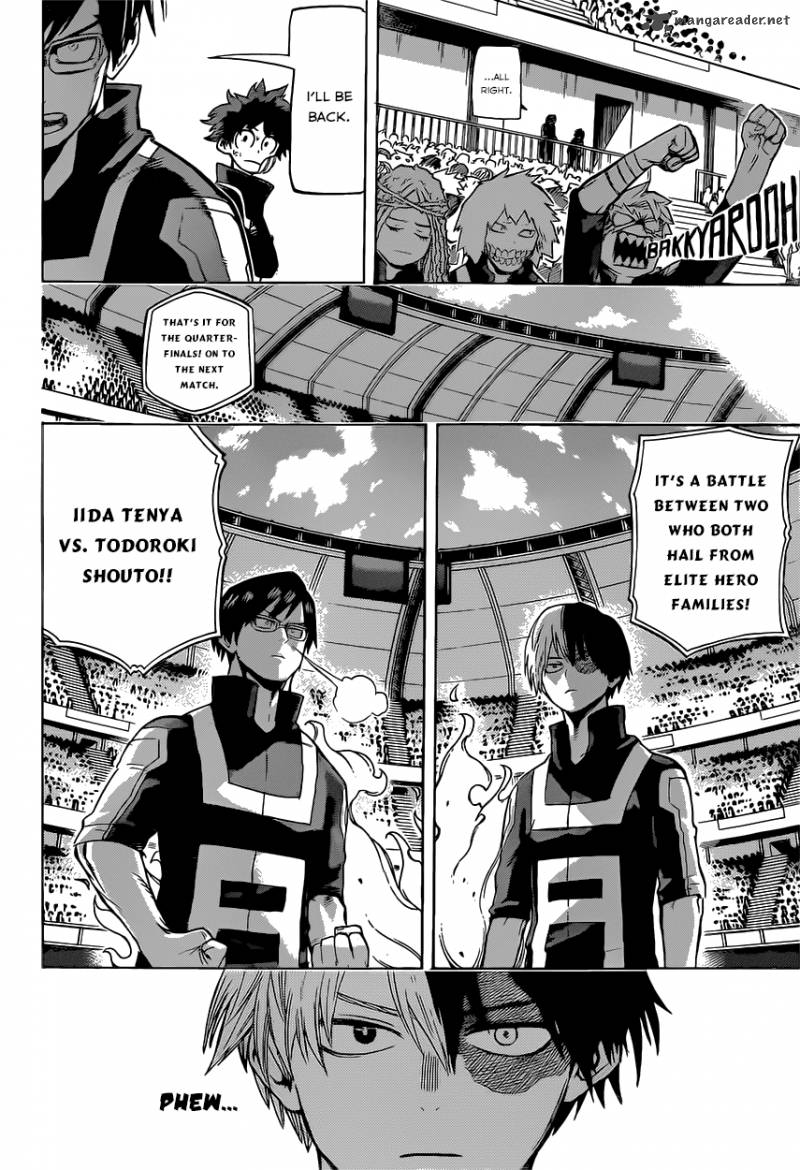 mangareader.net
I'LL BE
BACK.
...ALL
RIGHT.
BAKKYAROOH
THAT'S IT FOR
THE QUARTER-
FINALS! ON TO
THE NEXT
MATCH.
IIDA TENYA
VS. TODOROKI
SHOUTO!!
IT'S A BATTLE
BETWEEN TWO
WHO BOTH
HAIL FROM
ELITE HERO
FAMILIES!
PHEW...